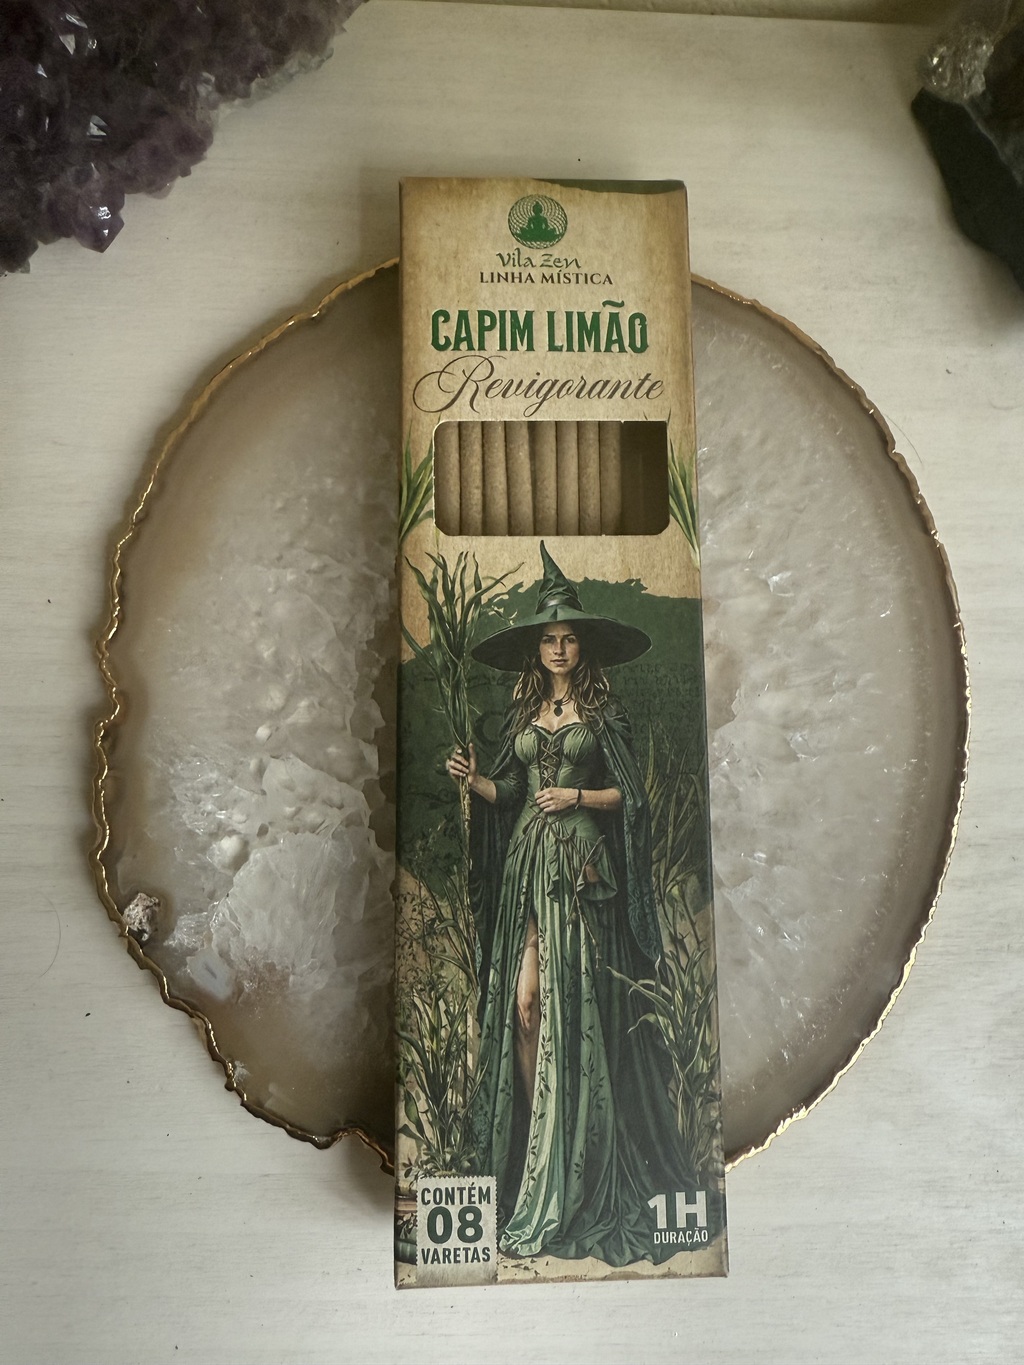 Vila Zen
LINHA MÍSTICA
CAPIM LIMÃO
Revigorante
CONTÉM
08
VARETAS
1H
DURAÇÃO